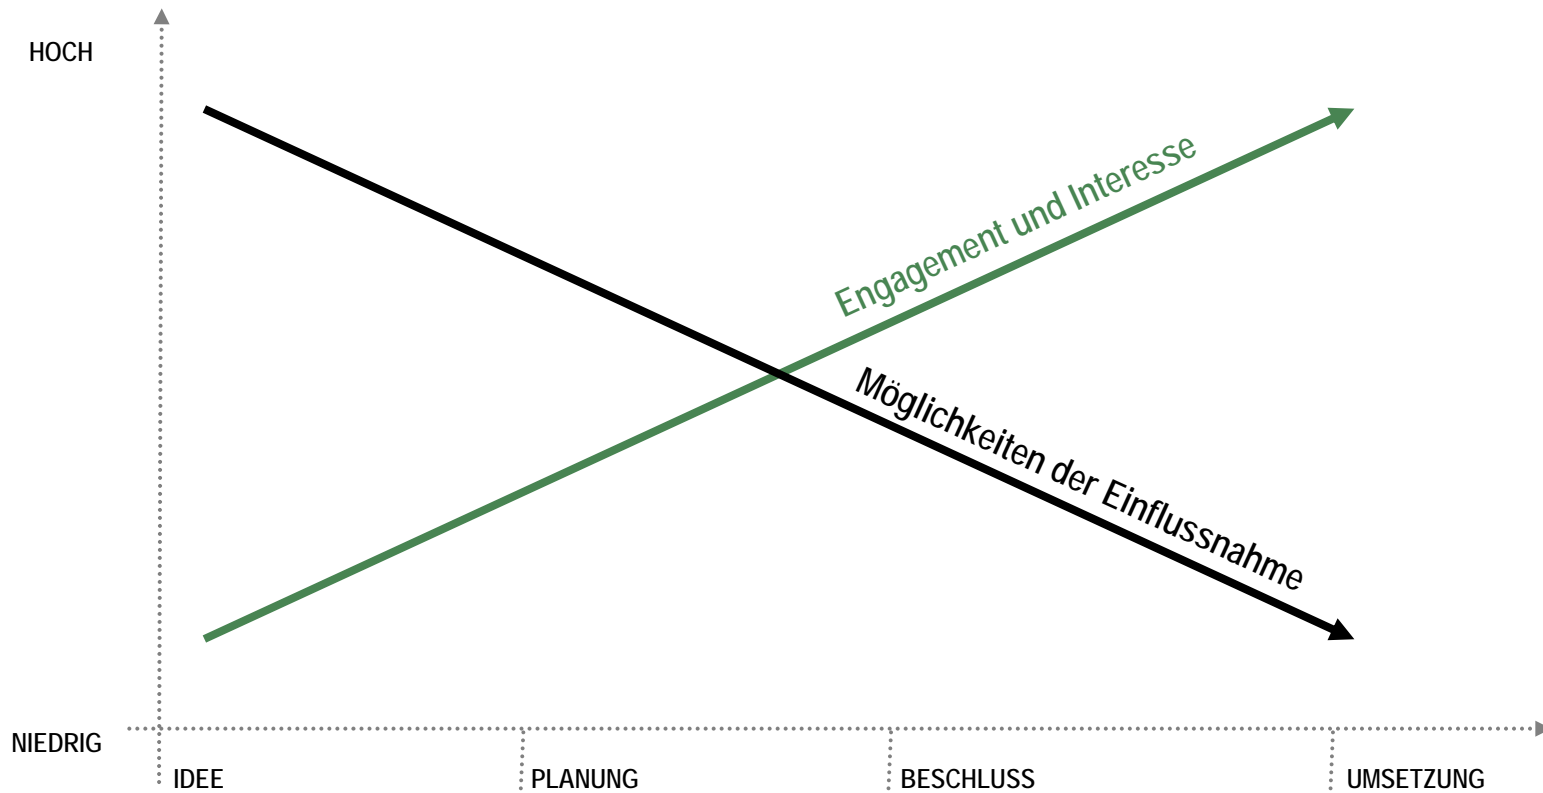 HOCH
Engagement und Interesse
Möglichkeiten der Einflussnahme
NIEDRIG
IDEE
PLANUNG
BESCHLUSS
UMSETZUNG